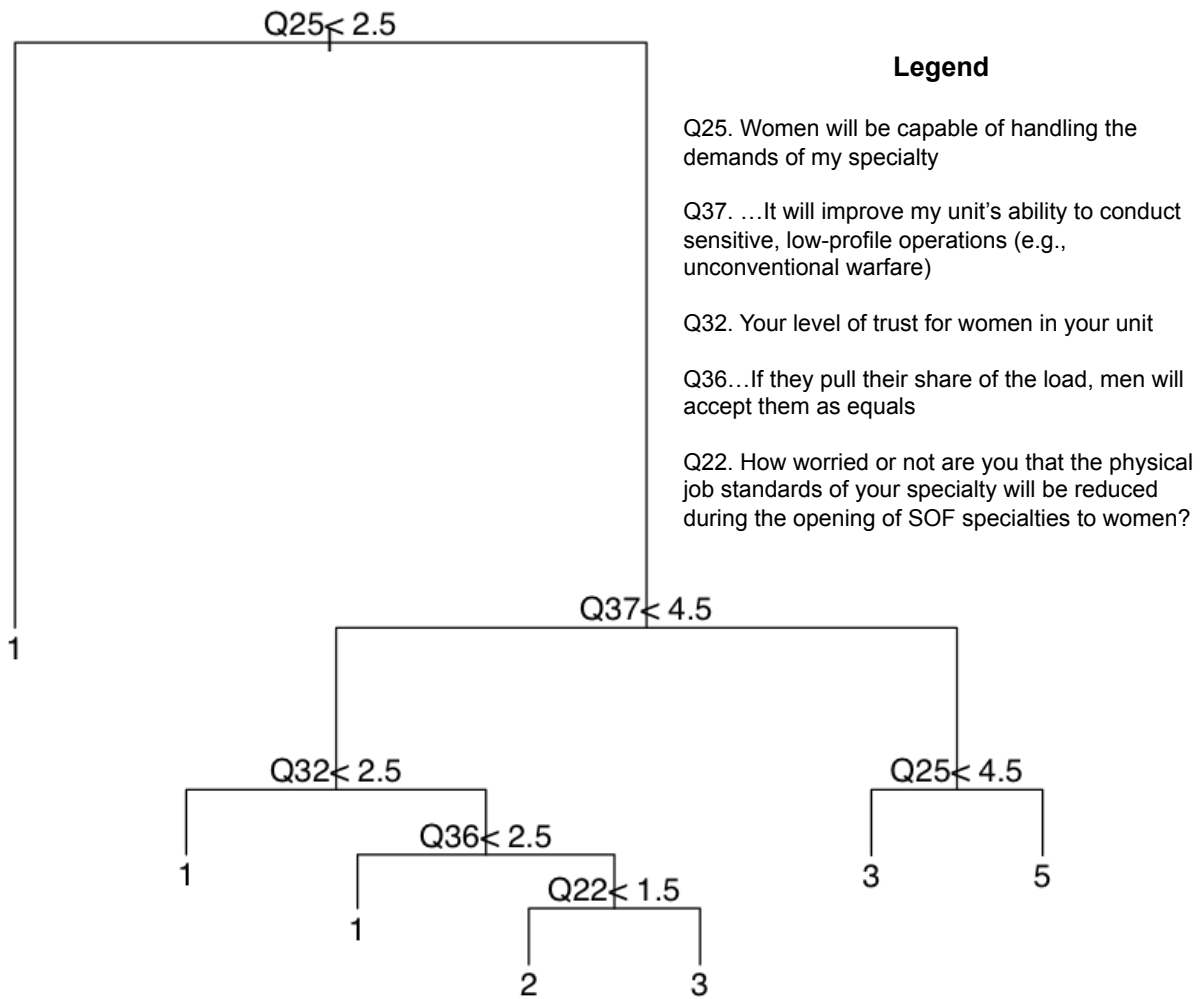 Q25< 2.5
Legend
Q25. Women will be capable of handling the
demands of my specialty
Q37. …It will improve my unit’s ability to conduct
sensitive, low-profile operations (e.g.,
unconventional warfare)
Q32. Your level of trust for women in your unit
Q36…If they pull their share of the load, men will
accept them as equals
Q22. How worried or not are you that the physical
job standards of your specialty will be reduced
during the opening of SOF specialties to women?
Q37< 4.5
1
Q32< 2.5
Q25< 4.5
Q36< 2.5
1
3
5
Q22< 1.5
1
2
3